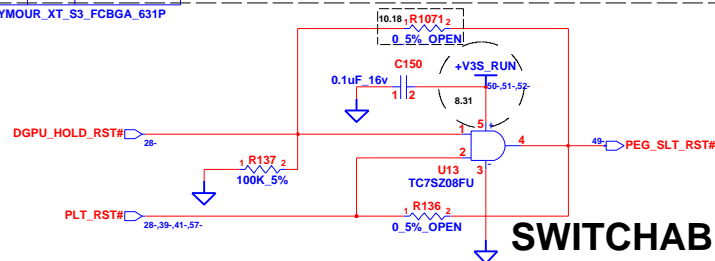 YMOUR_XT_S3_FCBGA_631P
10.18 1 R1071 2
0_5%_OPEN
C150
+V3S_RUN
0.1uF_16v
1 2
50-,51-,52-
8.31
DGPU_HOLD_RST#
28-
1
5
+
2
4
49-
PEG_SLT_RST#
1 R137 2
100K_5%
3
-
U13
TC7SZ08FU
PLT_RST#
28-,39-,41-,57-
1 R136 2
0_5%_OPEN
SWITCHAB